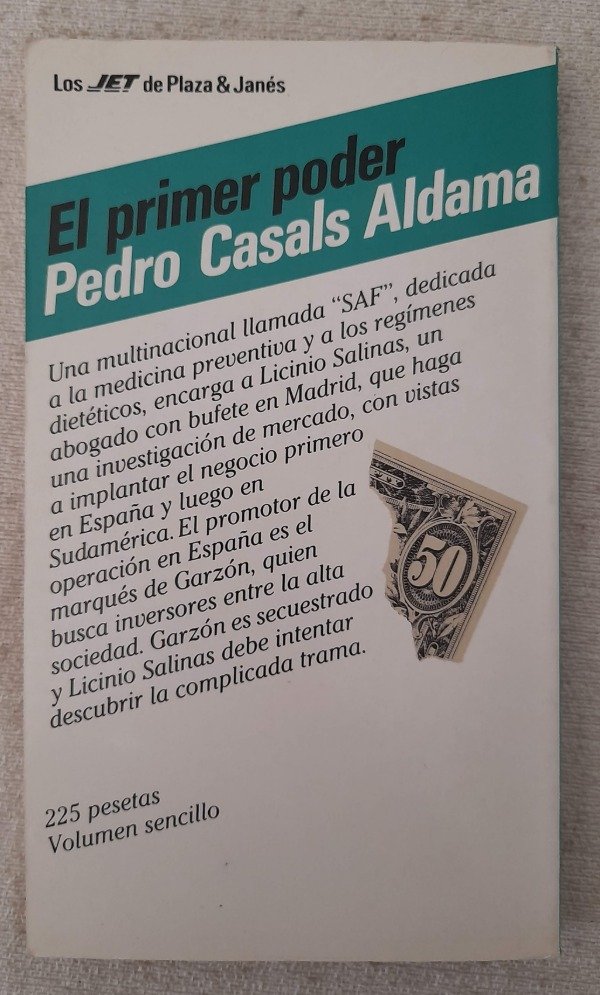 Los JET de Plaza & Janés
El primer poder
Pedro Casals Aldama
Una multinacional llamada “SAF”, dedicada
a la medicina preventiva y a los regímenes
dietéticos, encarga a Licinio Salinas, un
abogado con bufete en Madrid, que haga
una investigación de mercado, con vistas
a implantar el negocio primero
en España y luego en
Sudamérica. El promotor de la
operación en España es el
marqués de Garzón, quien
busca inversores entre la alta
sociedad. Garzón es secuestrado
y Licinio Salinas debe intentar
descubrir la complicada trama.
50
225 pesetas
Volumen sencillo